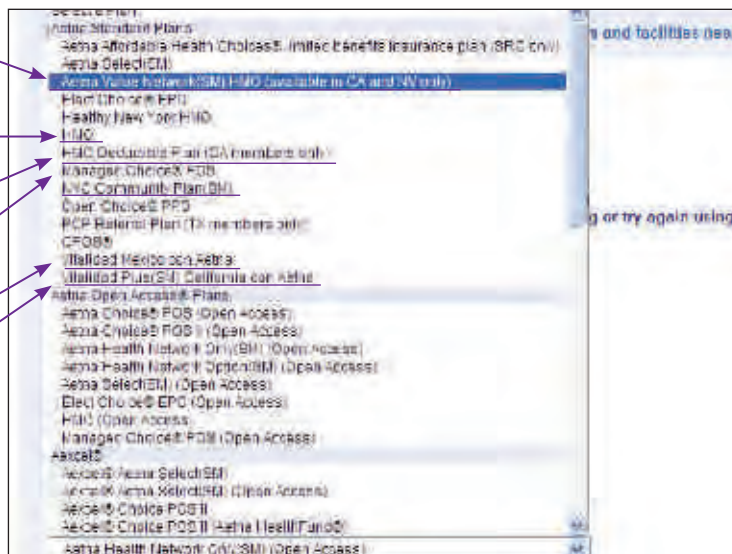 Select Plan
Aetna Standard Plans
Aetna Affordable Health Choices® limited benefits insurance plan (SRC only)
Aetna Select(SM)
Aetna Value Network(SM) HMO (available in CA and NV only)
Elect Choice® EPO
Healthy New York HMO
HMO
HMO Deductible Plan (CA members only)
Managed Choice® POS
NYC Community Plan(SM)
Open Choice® PPO
PCP Referral Plan (TX members only)
QPOS®
Vitalidad Mexico con Aetna
Vitalidad Plus(SM) California con Aetna
Aetna Open Access® Plans
Aetna Choice® POS (Open Access)
Aetna Choice® POS II (Open Access)
Aetna Health Network Only(SM) (Open Access)
Aetna Health Network Option(SM) (Open Access)
Aetna Select(SM) (Open Access)
Elect Choice® EPO (Open Access)
HMO (Open Access)
Managed Choice® POS (Open Access)
Aexcel®
Aexcel® Aetna Select(SM)
Aexcel® Aetna Select(SM) (Open Access)
Aexcel® Choice POS II
Aexcel® Choice POS II (Aetna HealthFund®)
Aetna Health Network Only(SM) (Open Access)
and facilities
g or try again using